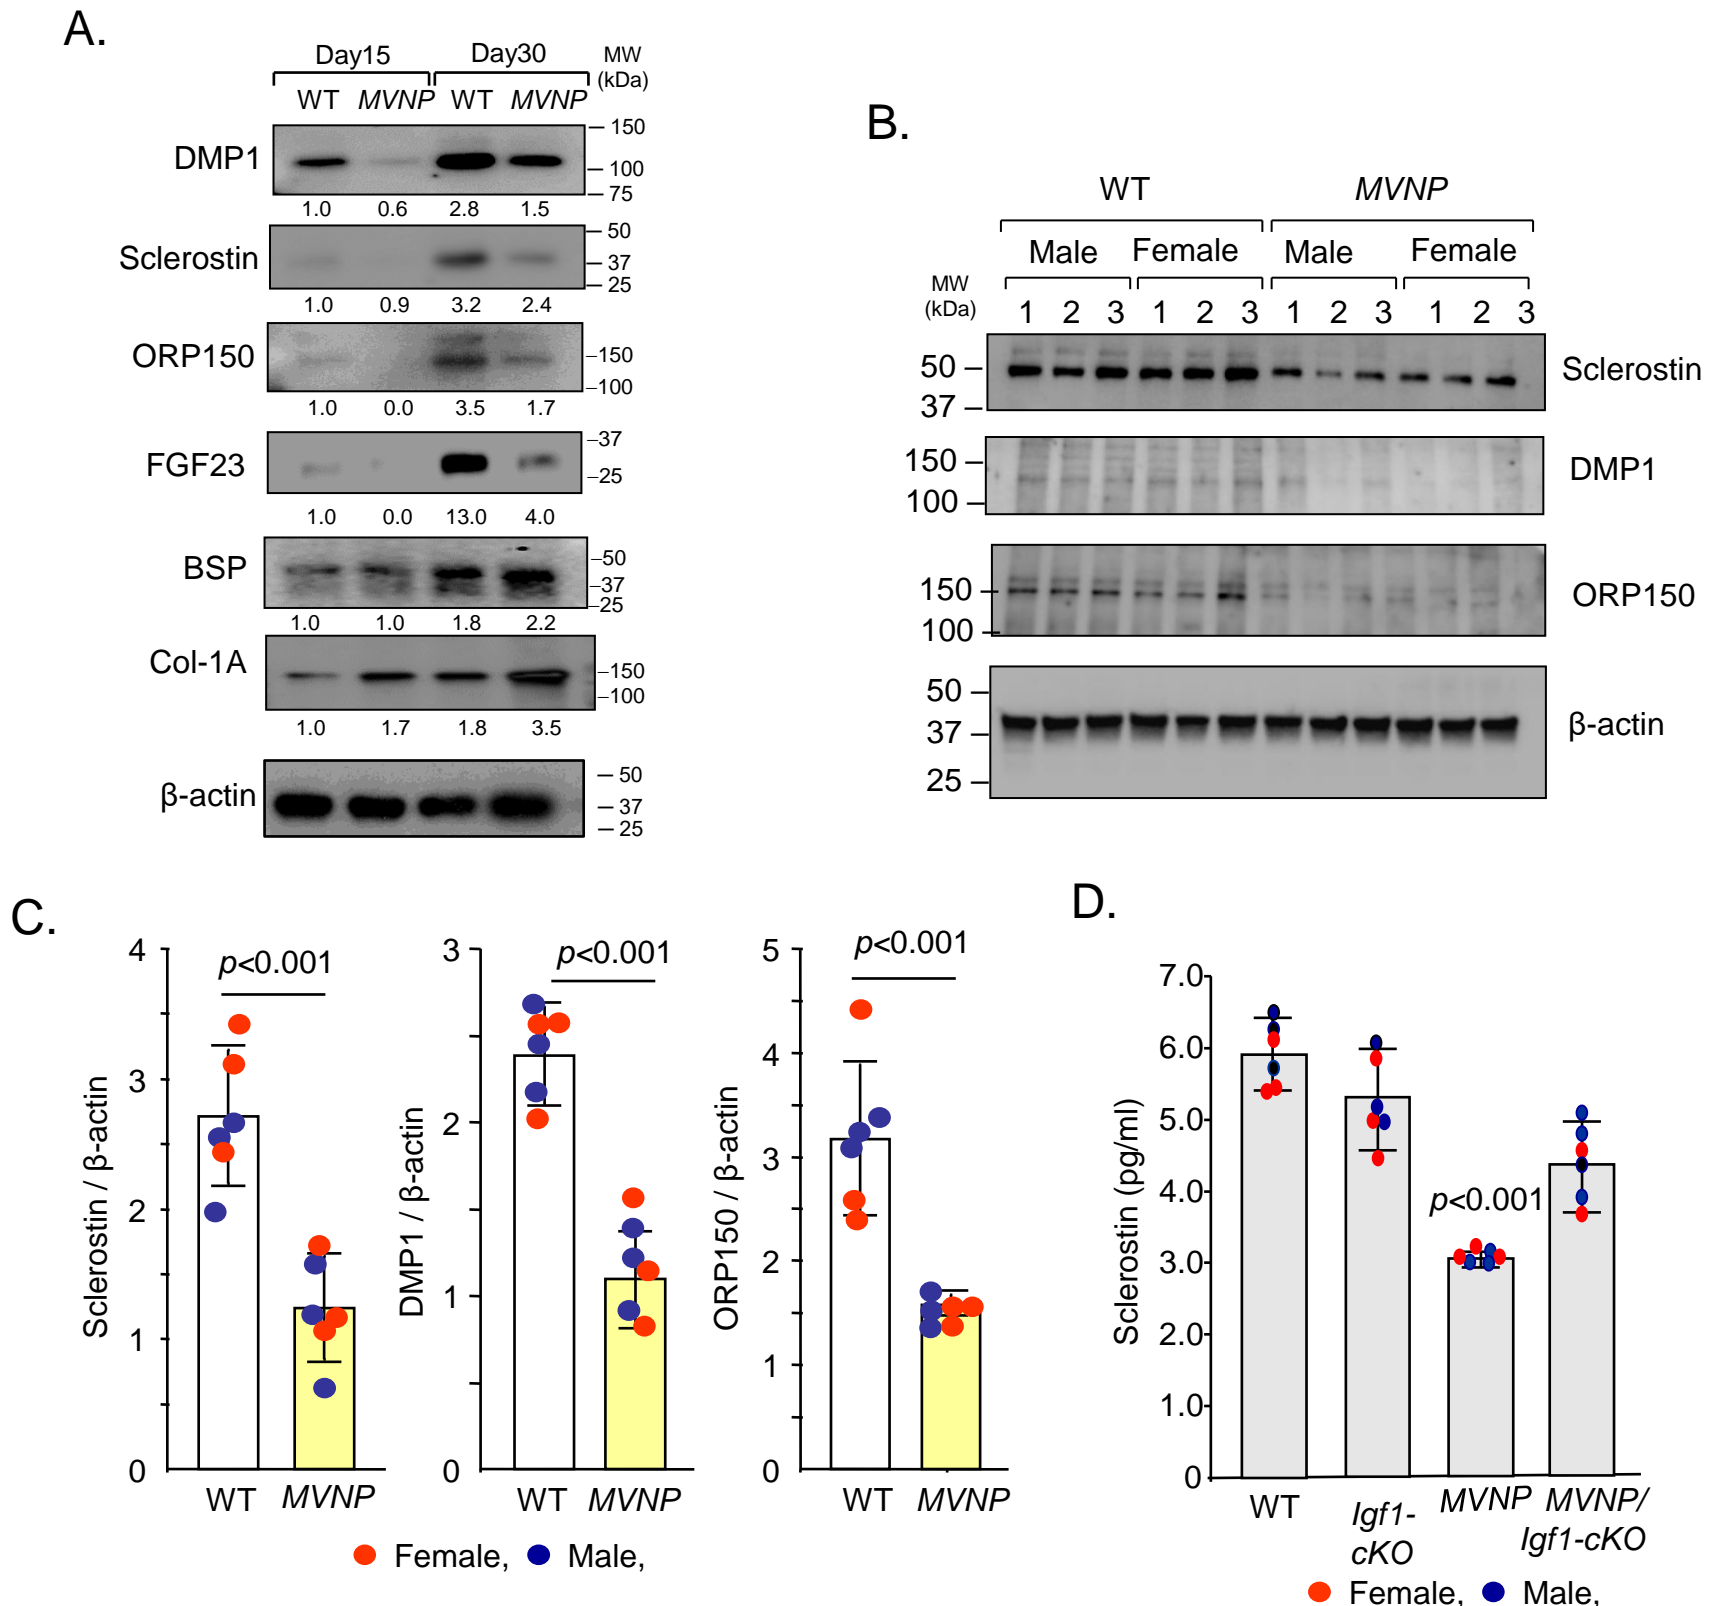 A.
Day15 Day30 MW
(kDa)
WT MVNP WT MVNP
DMP1
150
100
75
1.0 0.6 2.8 1.5
Sclerostin
50
37
25
1.0 0.9 3.2 2.4
ORP150
150
100
1.0 0.0 3.5 1.7
FGF23
37
25
1.0 0.0 13.0 4.0
BSP
50
37
25
1.0 1.0 1.8 2.2
Col-1A
150
100
1.0 1.7 1.8 3.5
β-actin
50
37
25
B.
WT MVNP
Male Female Male Female
MW
(kDa)
1 2 3 1 2 3 1 2 3 1 2 3
50
37
Sclerostin
150
100
DMP1
150
100
ORP150
50
37
25
β-actin
C.
Sclerostin / β-actin
4
3
2
1
0
p<0.001
WT MVNP
DMP1 / β-actin
3
2
1
0
p<0.001
WT MVNP
ORP150 / β-actin
5
4
3
2
1
0
p<0.001
WT MVNP
Female, Male,
D.
Sclerostin (pg/ml)
7.0
6.0
5.0
4.0
3.0
2.0
1.0
0
p<0.001
WT
Igf1-
cKO
MVNP
MVNP/
Igf1-cKO
Female, Male,